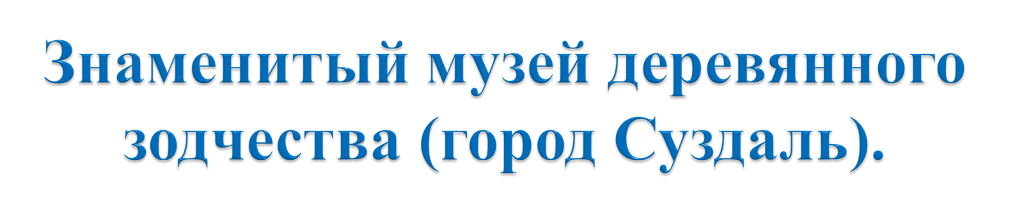 Знаменитый музей деревянного
зодчества (город Суздаль).